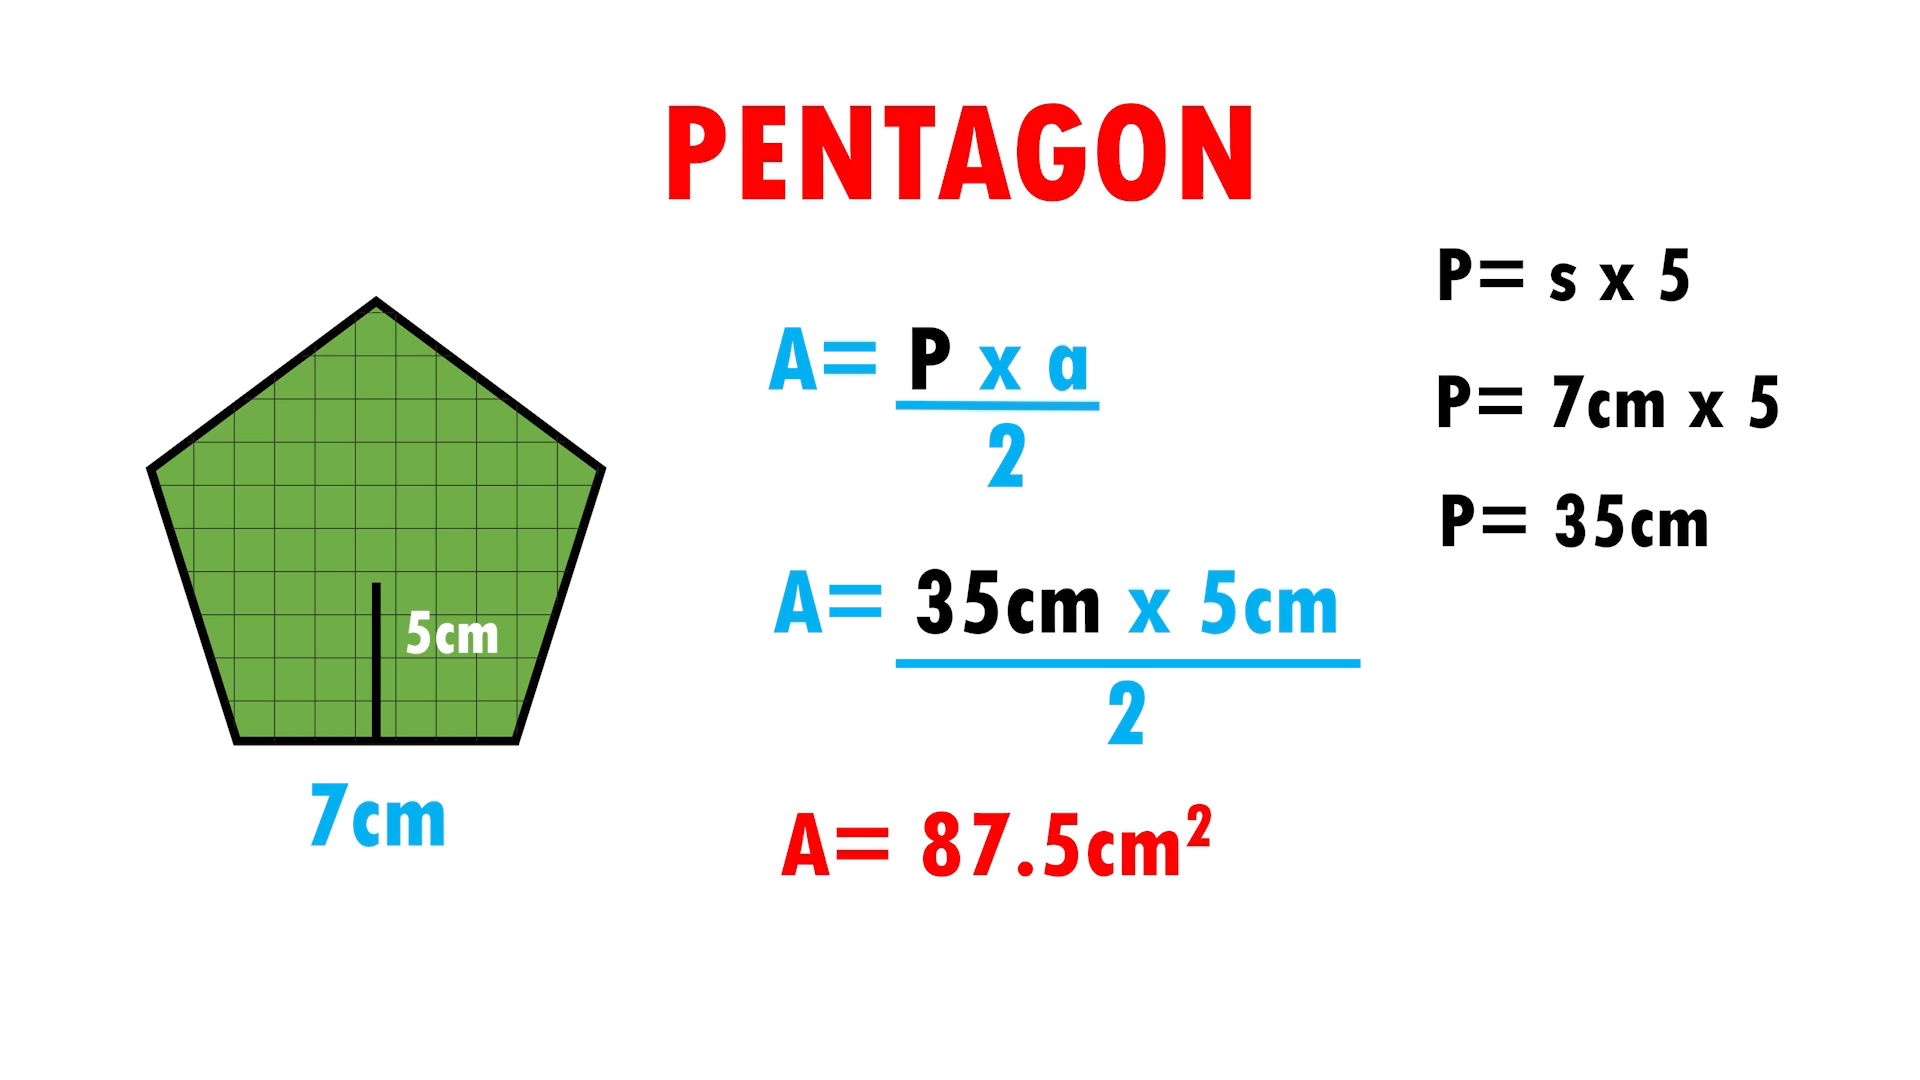 PENTAGON
P= s x 5
A= P x a
2
P= 7cm x 5
P= 35cm
A= 35cm x 5cm
2
5cm
7cm
A= 87.5cm²